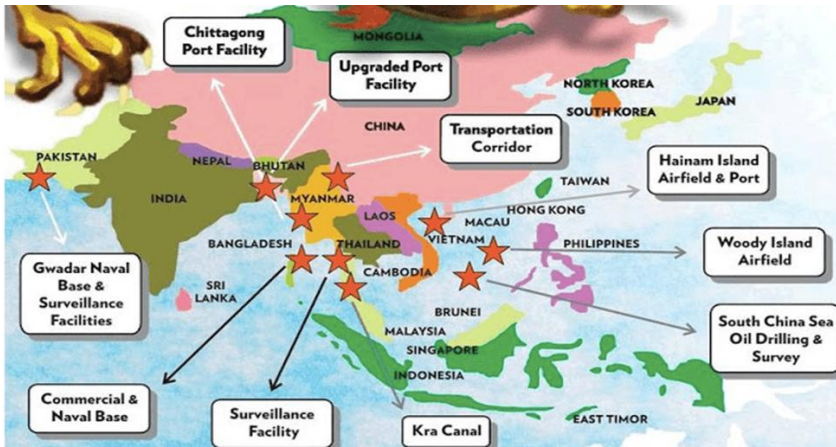 Chittagong
Port Facility
MONGOLIA
Upgraded Port
Facility
NORTH KOREA
SOUTH KOREA
JAPAN
CHINA
Transportation
Corridor
PAKISTAN
NEPAL
BHUTAN
Hainam Island
Airfield & Port
TAIWAN
INDIA
MYANMAR
LAOS
HONG KONG
MACAU
BANGLADESH
THAILAND
VIETNAM
PHILIPPINES
Woody Island
Airfield
CAMBODIA
Gwadar Naval
Base &
Surveillance
Facilities
SRI
LANKA
BRUNEI
South China Sea
Oil Drilling &
Survey
MALAYSIA
SINGAPORE
INDONESIA
Commercial &
Naval Base
Surveillance
Facility
Kra Canal
EAST TIMOR